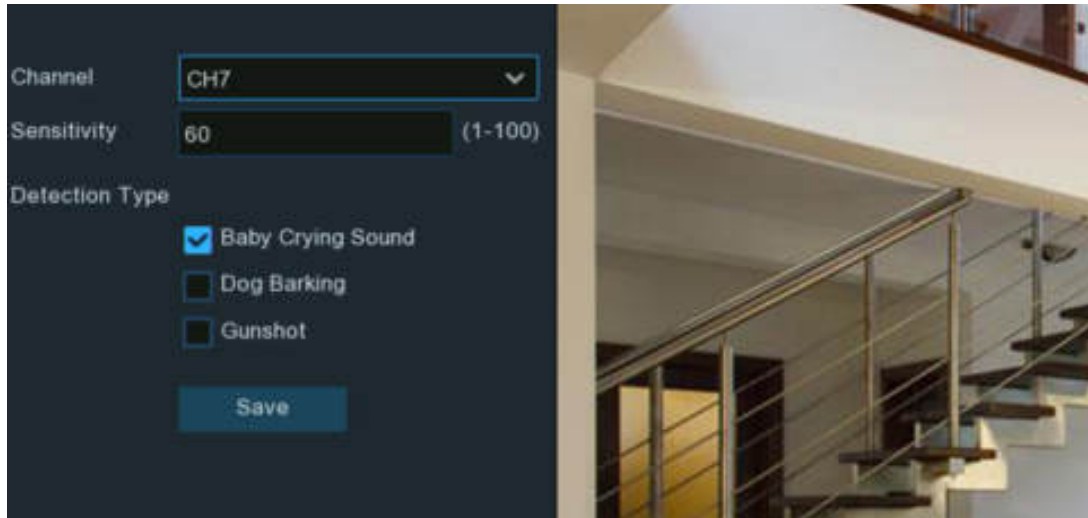 Channel CH7
Sensitivity 60 (1-100)
Detection Type
Baby Crying Sound
Dog Barking
Gunshot
Save